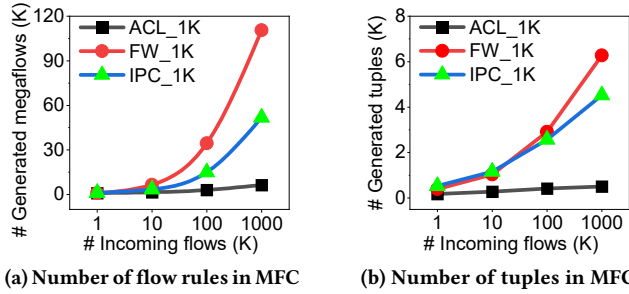 # Generated megaflows (K)
120
90
60
30
0
ACL_1K
FW_1K
IPC_1K
1 10 100 1000
# Incoming flows (K)
(a) Number of flow rules in MFC
# Generated tuples (K)
8
6
4
2
0
ACL_1K
FW_1K
IPC_1K
1 10 100 1000
# Incoming flows (K)
(b) Number of tuples in MFC